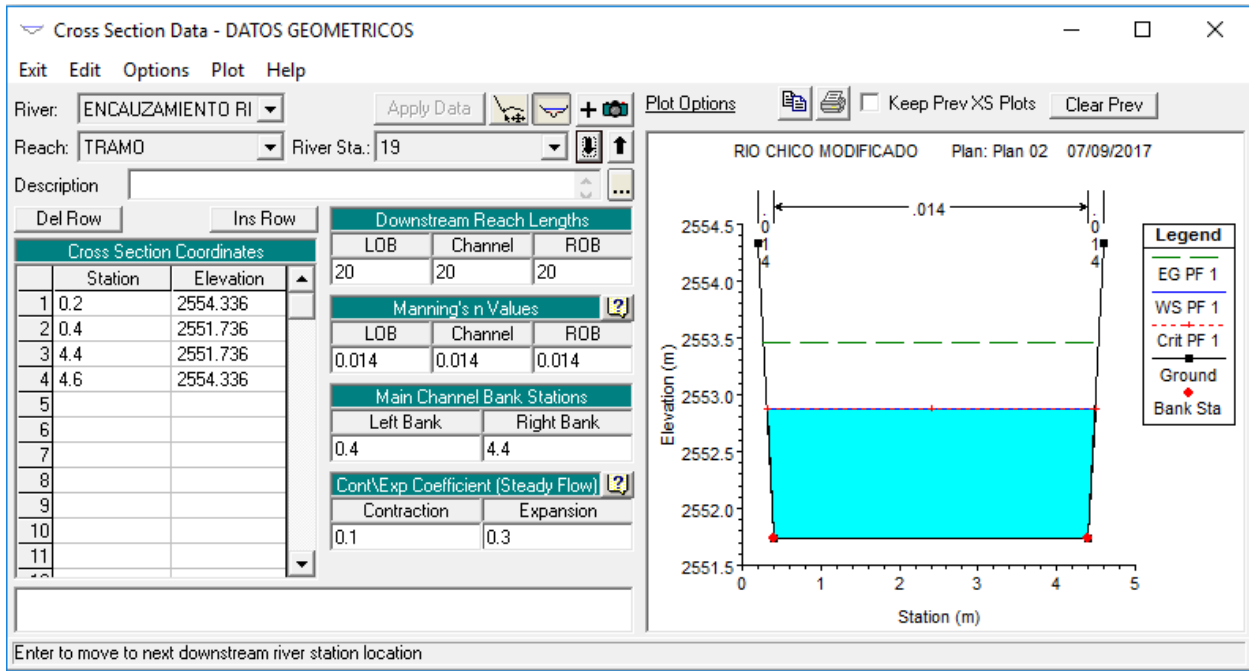 Cross Section Data - DATOS GEOMETRICOS
Exit Edit Options Plot Help
River: ENCAUZAMIENTO RI Apply Data + Plot Options Keep Prev XS Plots Clear Prev
Reach: TRAMO River Sta.: 19
Description ...
Del Row Ins Row
Cross Section Coordinates
Station Elevation
1 0.2 2554.336
2 0.4 2551.736
3 4.4 2551.736
4 4.6 2554.336
5
6
7
8
9
10
11
Downstream Reach Lengths
LOB Channel ROB
20 20 20
Manning's n Values ?
LOB Channel ROB
0.014 0.014 0.014
Main Channel Bank Stations
Left Bank Right Bank
0.4 4.4
Cont\Exp Coefficient (Steady Flow) ?
Contraction Expansion
0.1 0.3
RIO CHICO MODIFICADO Plan: Plan 02 07/09/2017
.014 .014 .014
Elevation (m)
2554.5
2554.0
2553.5
2553.0
2552.5
2552.0
2551.5
0 1 2 3 4 5
Station (m)
Legend
EG PF 1
WS PF 1
Crit PF 1
Ground
Bank Sta
Enter to move to next downstream river station location